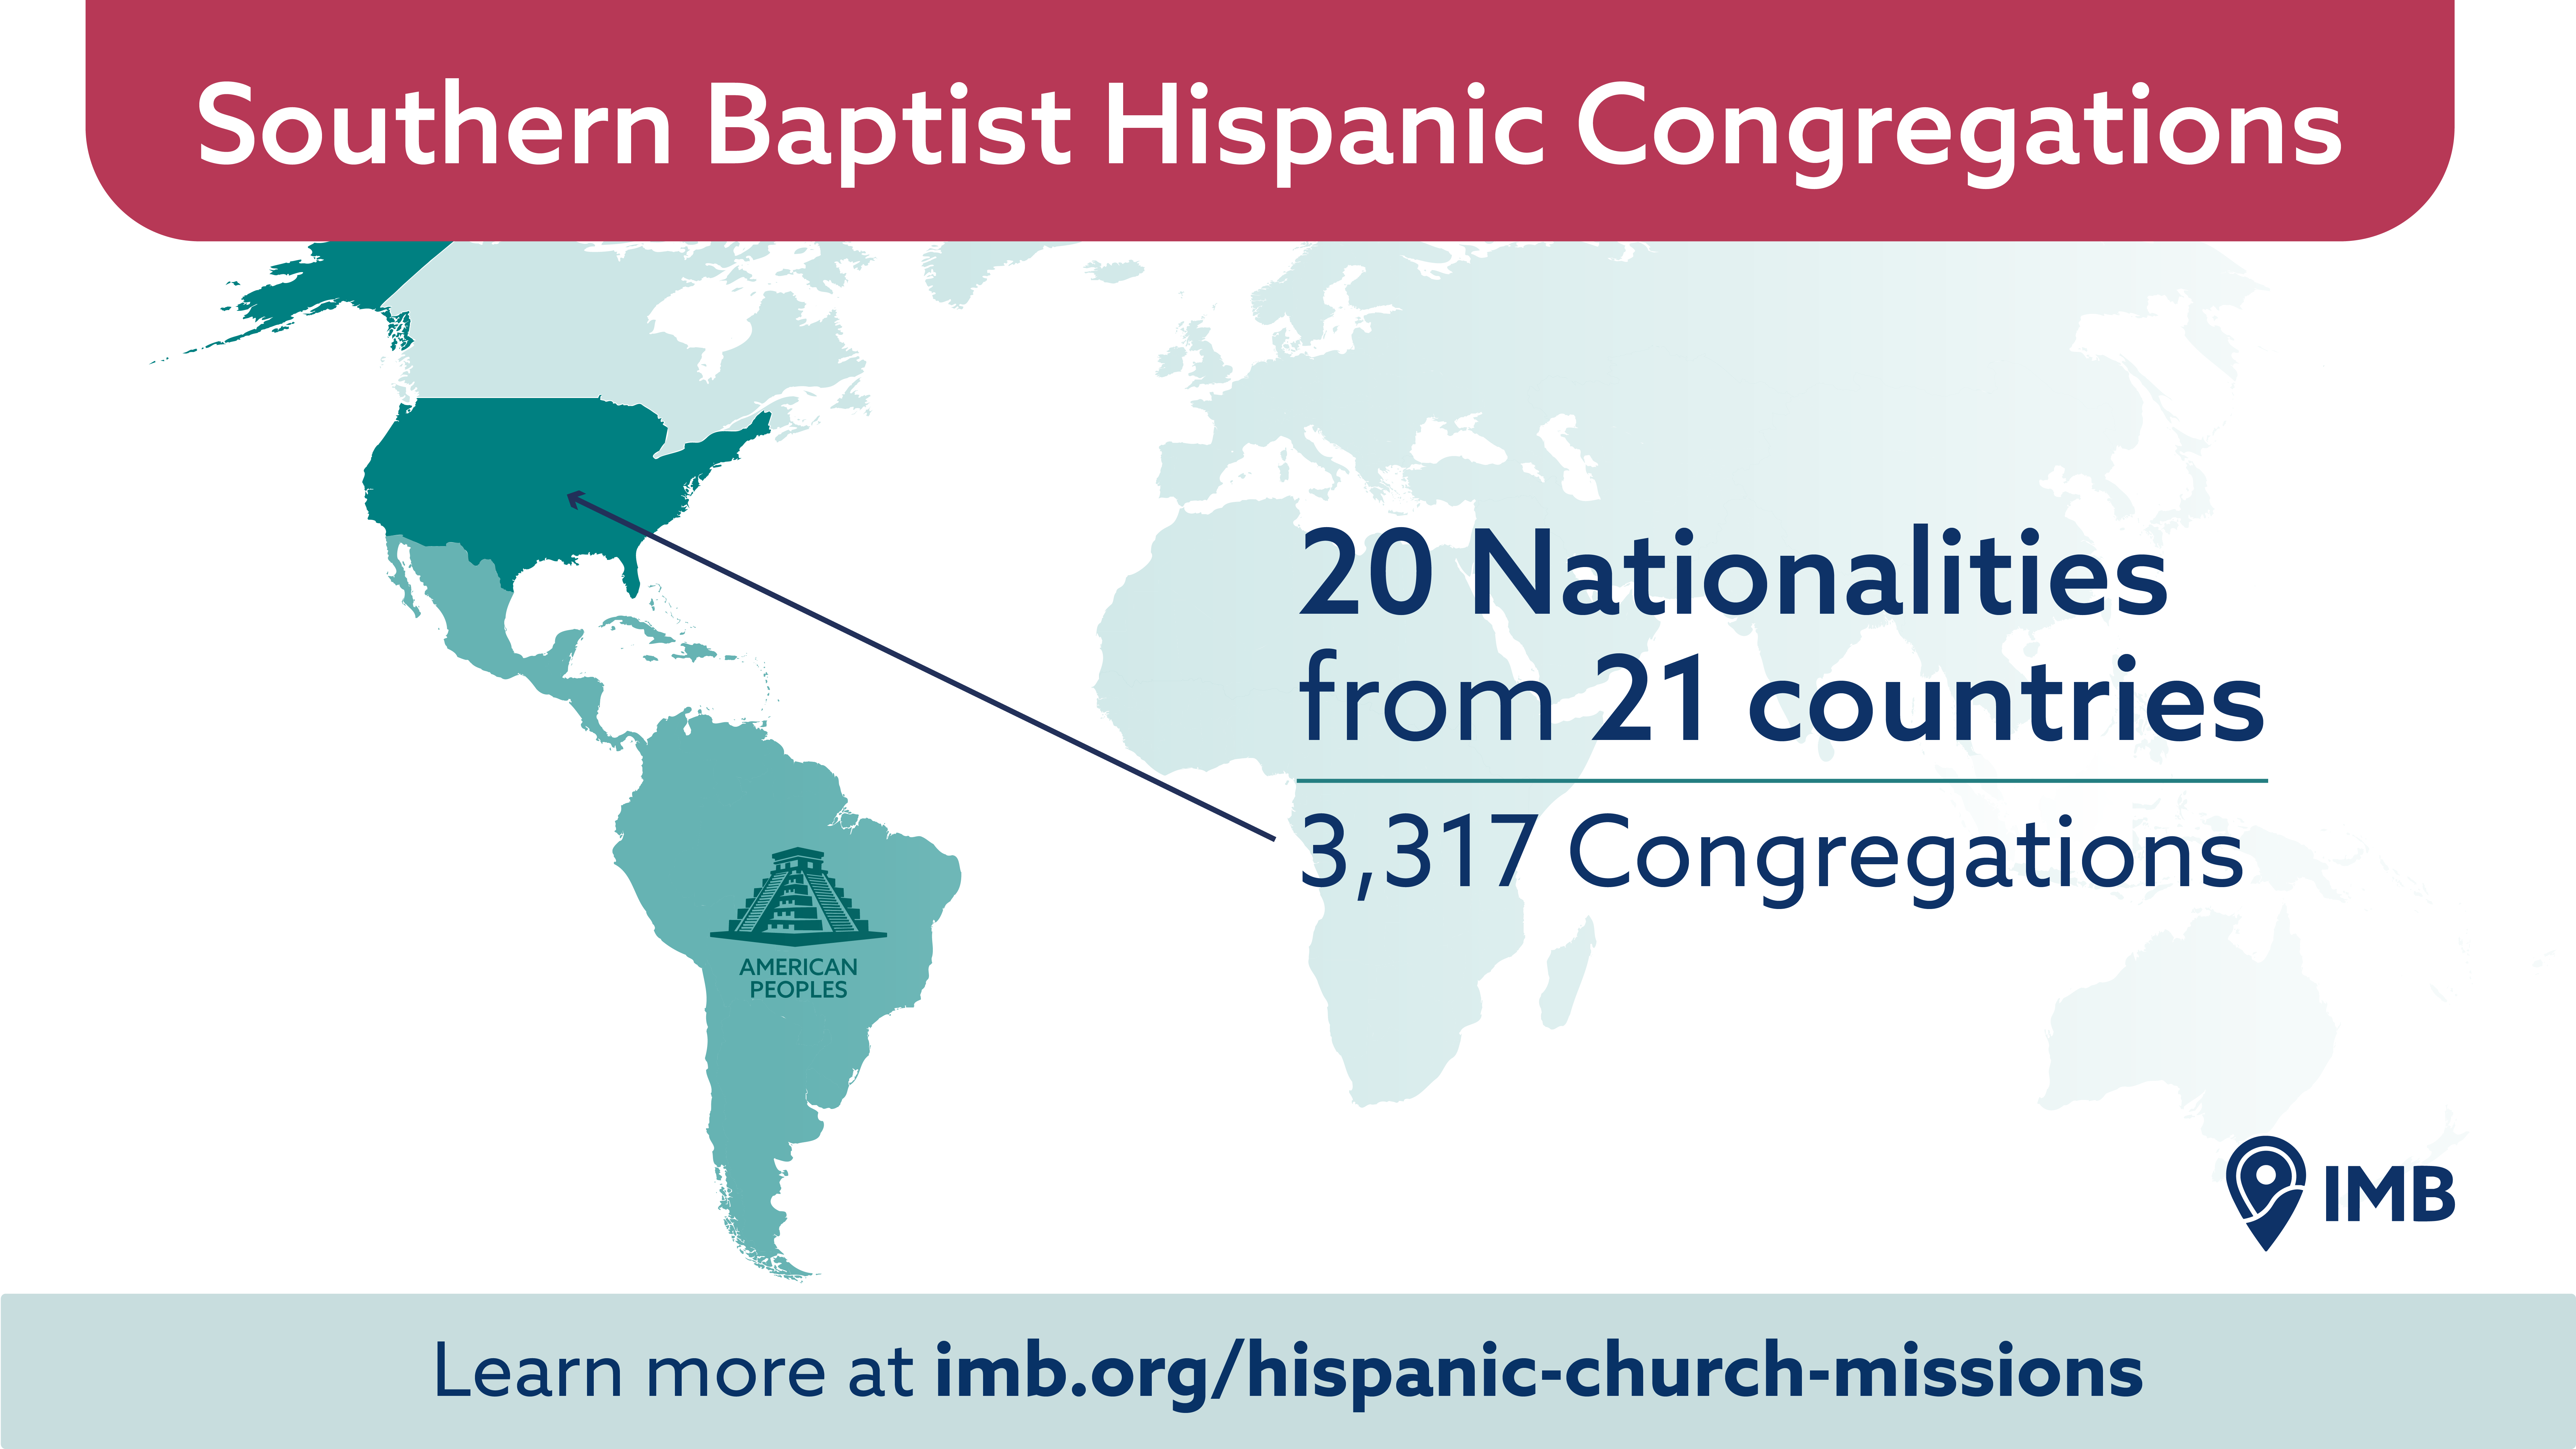 Southern Baptist Hispanic Congregations
20 Nationalities
from 21 countries
3,317 Congregations
AMERICAN
PEOPLES
IMB
Learn more at imb.org/hispanic-church-missions